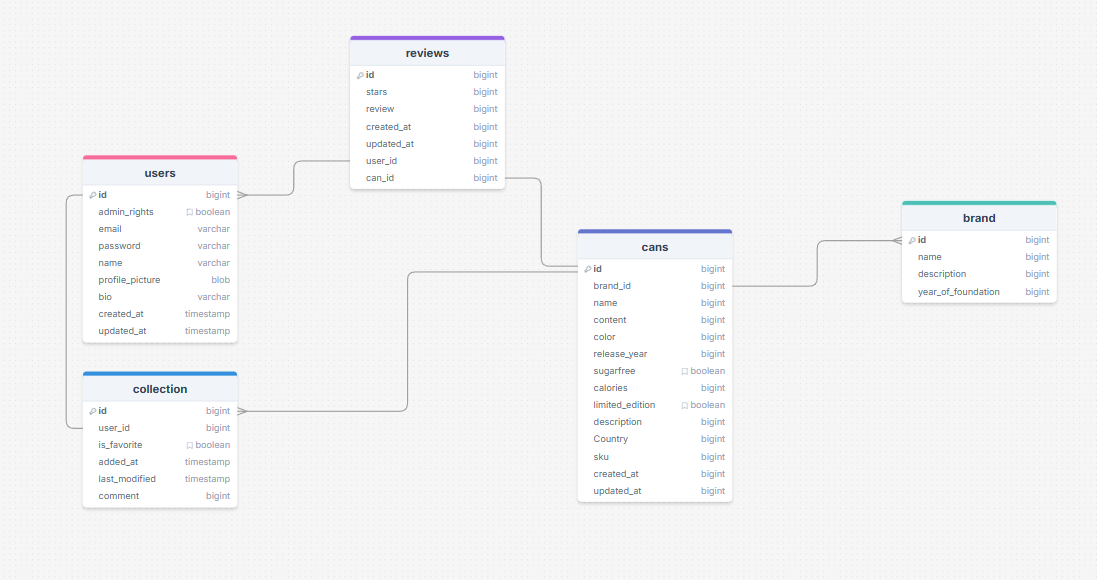 reviews
id bigint
stars bigint
review bigint
created_at bigint
updated_at bigint
user_id bigint
can_id bigint
users
id bigint
admin_rights boolean
email varchar
password varchar
name varchar
profile_picture blob
bio varchar
created_at timestamp
updated_at timestamp
brand
id bigint
name bigint
description bigint
year_of_foundation bigint
cans
id bigint
brand_id bigint
name bigint
content bigint
color bigint
release_year bigint
sugarfree boolean
calories bigint
limited_edition boolean
description bigint
Country bigint
sku bigint
created_at bigint
updated_at bigint
collection
id bigint
user_id bigint
is_favorite boolean
added_at timestamp
last_modified timestamp
comment bigint